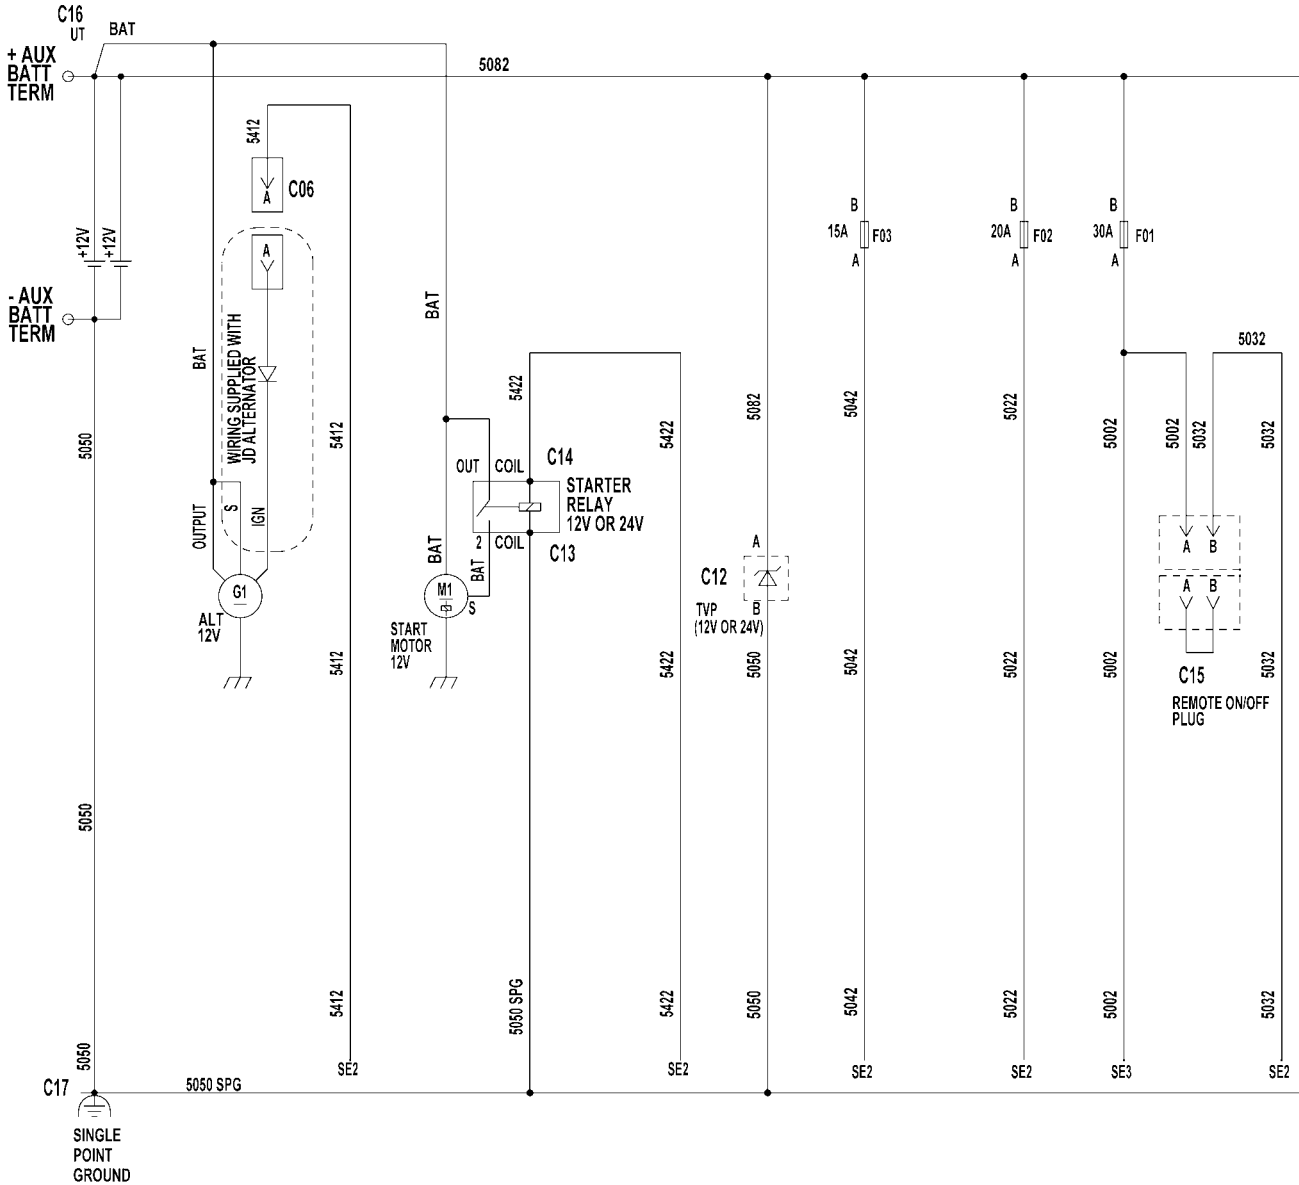 C16
UT
BAT
+ AUX
BATT
TERM
5082
5412
A
C06
+12V
+12V
A
- AUX
BATT
TERM
BAT
WIRING SUPPLIED WITH
JD ALTERNATOR
5412
BAT
5050
OUTPUT
S
IGN
G1
ALT
12V
5412
BAT
OUT
COIL
C14
STARTER
RELAY
12V OR 24V
2
COIL
C13
BAT
M1
S
START
MOTOR
12V
5422
5422
5422
5082
A
C12
TVP
(12V OR 24V)
B
5050
B
15A
F03
A
5042
5042
B
20A
F02
A
5022
5022
B
30A
F01
A
5002
5002
5002
5032
5032
5032
A
B
A
B
C15
REMOTE ON/OFF
PLUG
5032
5050
5412
5050 SPG
5422
5050
5042
5022
5002
5032
5050
SE2
SE2
SE2
SE2
SE3
SE2
C17
5050 SPG
SINGLE
POINT
GROUND